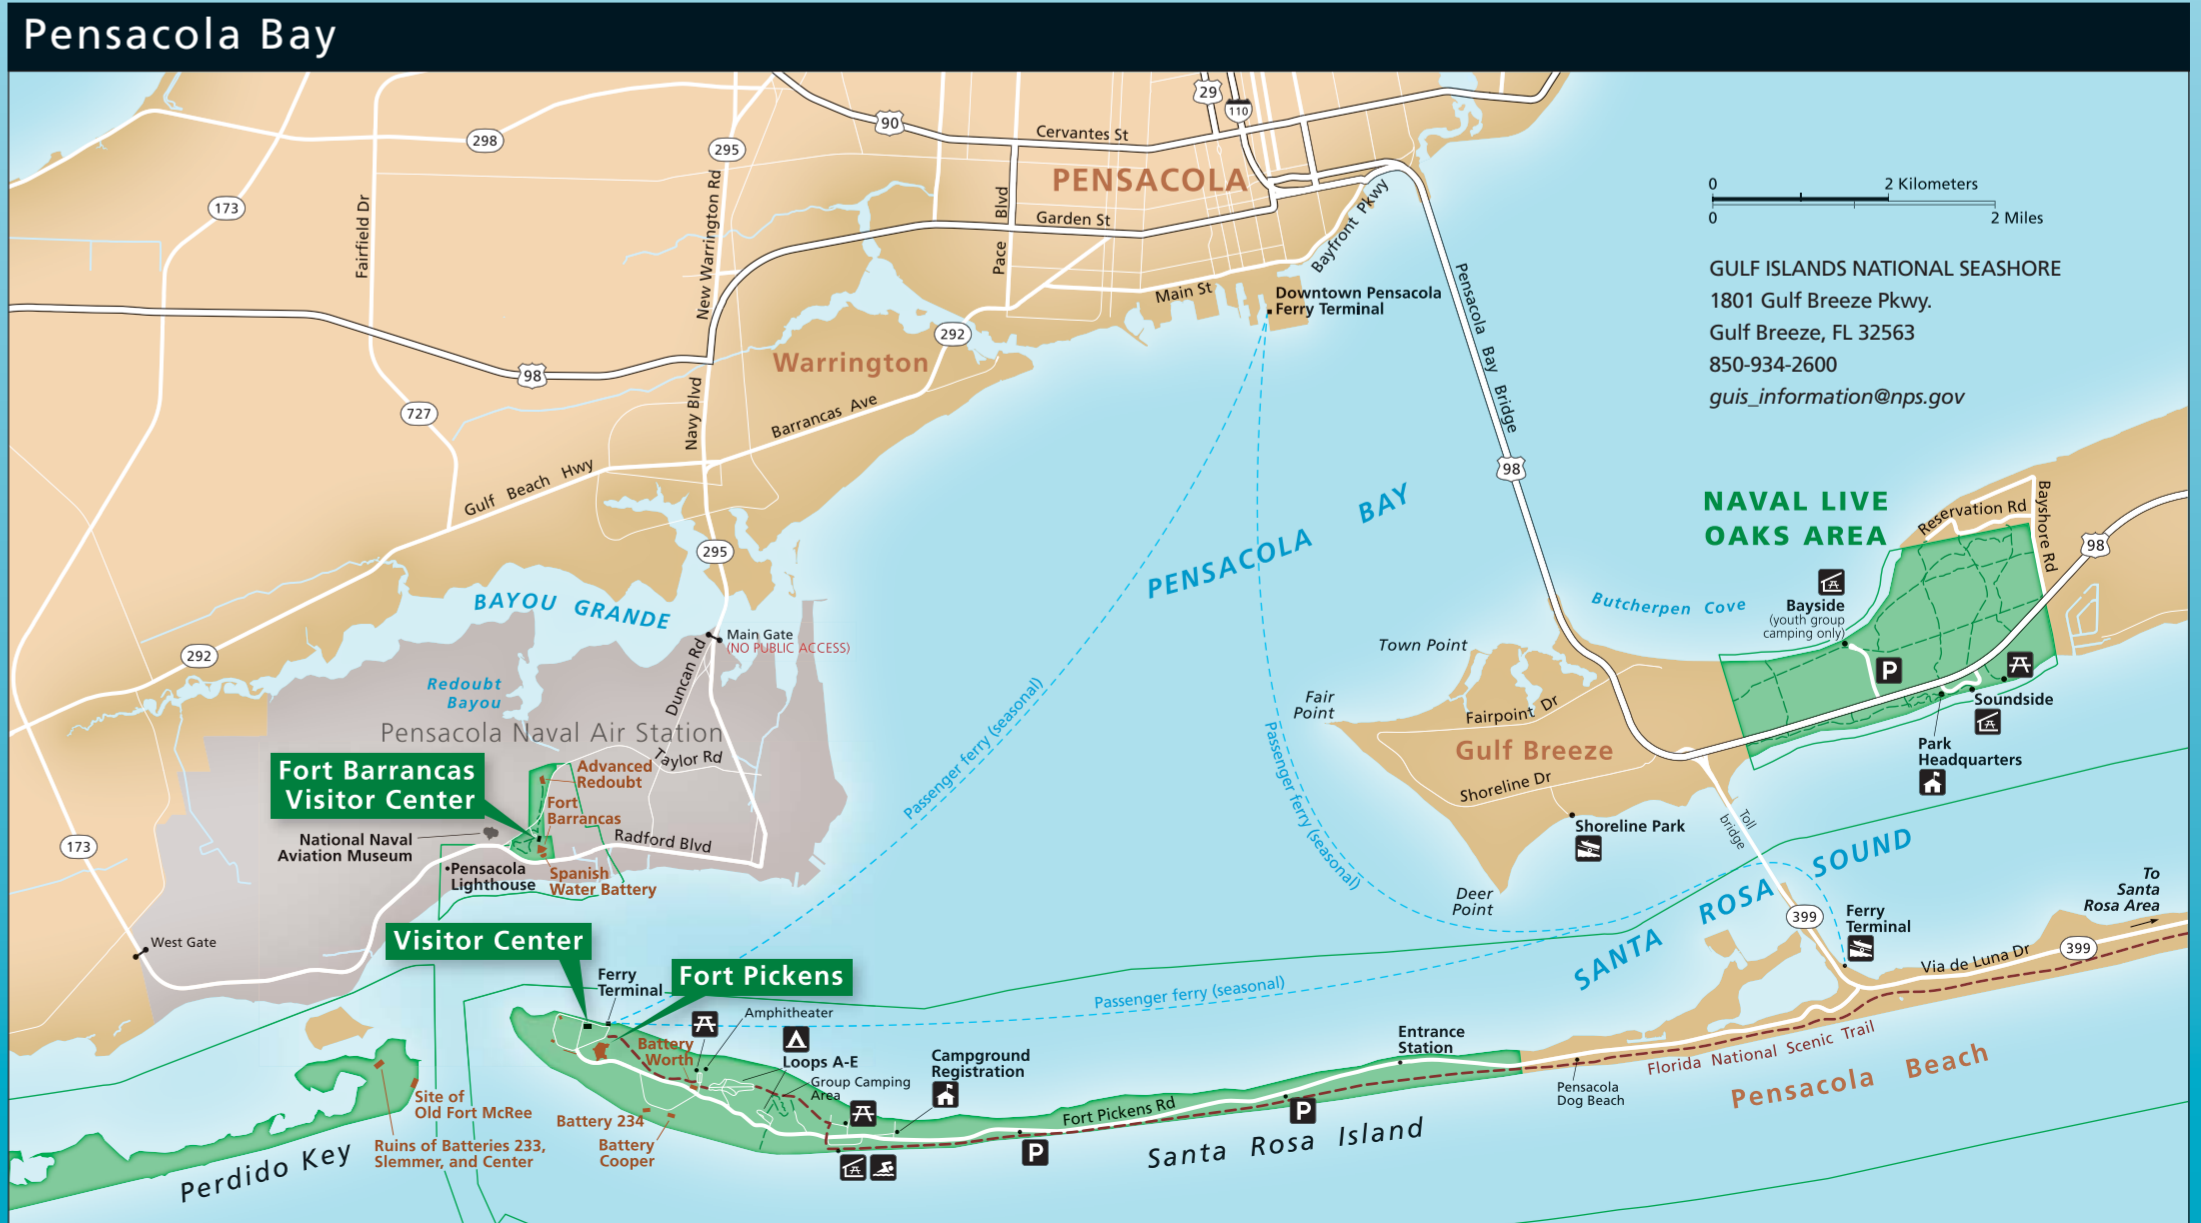 Pensacola Bay
29
110
90
Cervantes St
298
295
PENSACOLA
173
Fairfield Dr
New Warrington Rd
Pace Blvd
Garden St
Bayfront Pkwy
0 2 Kilometers
0 2 Miles
GULF ISLANDS NATIONAL SEASHORE
1801 Gulf Breeze Pkwy.
Gulf Breeze, FL 32563
850-934-2600
guis_information@nps.gov
Main St
Downtown Pensacola
Ferry Terminal
Pensacola Bay Bridge
292
Warrington
98
727
Navy Blvd
Barrancas Ave
Gulf Beach Hwy
98
PENSACOLA BAY
NAVAL LIVE
OAKS AREA
Reservation Rd
Bayshore Rd
98
295
BAYOU GRANDE
Main Gate
(NO PUBLIC ACCESS)
Duncan Rd
292
Redoubt
Bayou
Pensacola Naval Air Station
Taylor Rd
Butcherpen Cove
Bayside
(youth group
camping only)
P
Soundside
Park
Headquarters
Town Point
Fair
Point
Fairpoint Dr
Gulf Breeze
Shoreline Dr
Shoreline Park
Deer
Point
Toll
bridge
Passenger ferry (seasonal)
Passenger ferry (seasonal)
Fort Barrancas
Visitor Center
Advanced
Redoubt
Fort
Barrancas
National Naval
Aviation Museum
Radford Blvd
173
Pensacola
Lighthouse
Spanish
Water Battery
West Gate
SANTA ROSA SOUND
399
Ferry
Terminal
To
Santa
Rosa Area
399
Via de Luna Dr
Visitor Center
Ferry
Terminal
Fort Pickens
Passenger ferry (seasonal)
Amphitheater
Battery
Worth
Loops A-E
Group Camping
Area
Campground
Registration
Entrance
Station
Florida National Scenic Trail
Pensacola
Dog Beach
Pensacola Beach
Site of
Old Fort McRee
Ruins of Batteries 233,
Slemmer, and Center
Battery 234
Battery
Cooper
Fort Pickens Rd
P
P
Perdido Key
Santa Rosa Island